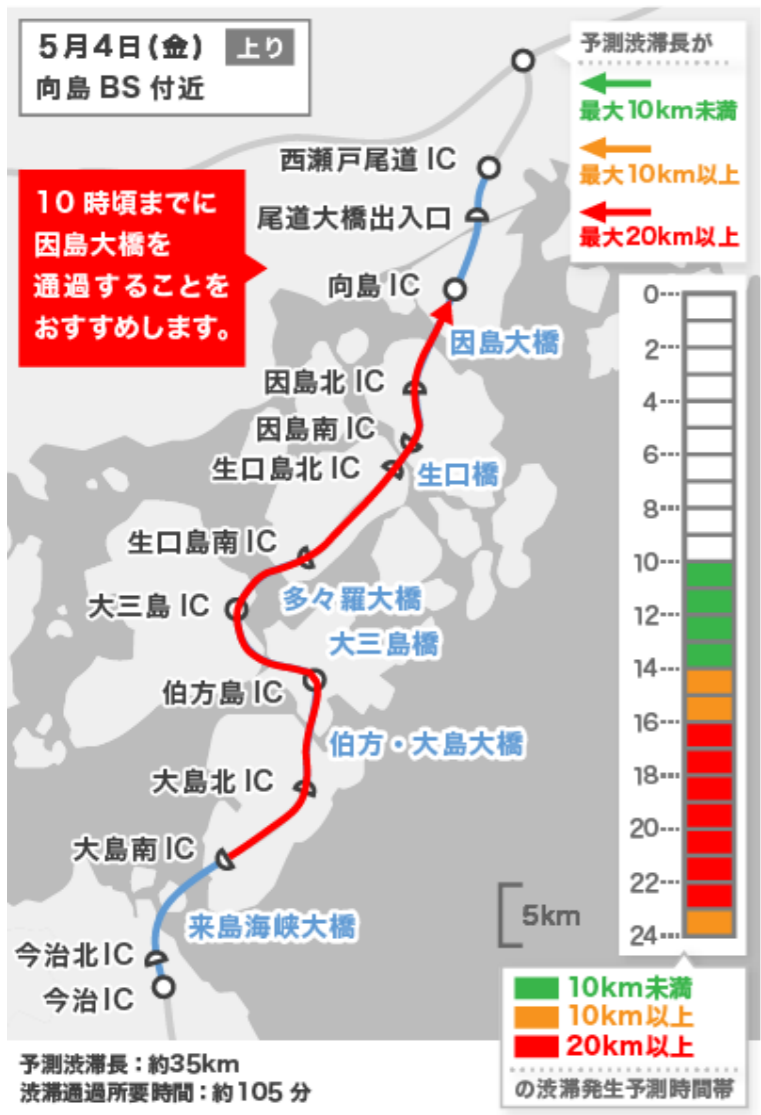 5月4日(金) 上り
向島 BS 付近
予測渋滞長が
最大10km未満
最大10km以上
最大20km以上
10 時頃までに
因島大橋を
通過することを
おすすめします。
西瀬戸尾道 IC
尾道大橋出入口
向島 IC
因島大橋
因島北 IC
因島南 IC
生口島北 IC
生口橋
生口島南 IC
多々羅大橋
大三島 IC
大三島橋
伯方島 IC
伯方・大島大橋
大島北 IC
大島南 IC
来島海峡大橋
今治北IC
今治IC
0
2
4
6
8
10
12
14
16
18
20
22
24
5km
10km未満
10km以上
20km以上
の渋滞発生予測時間帯
予測渋滞長：約35km
渋滞通過所要時間：約105 分